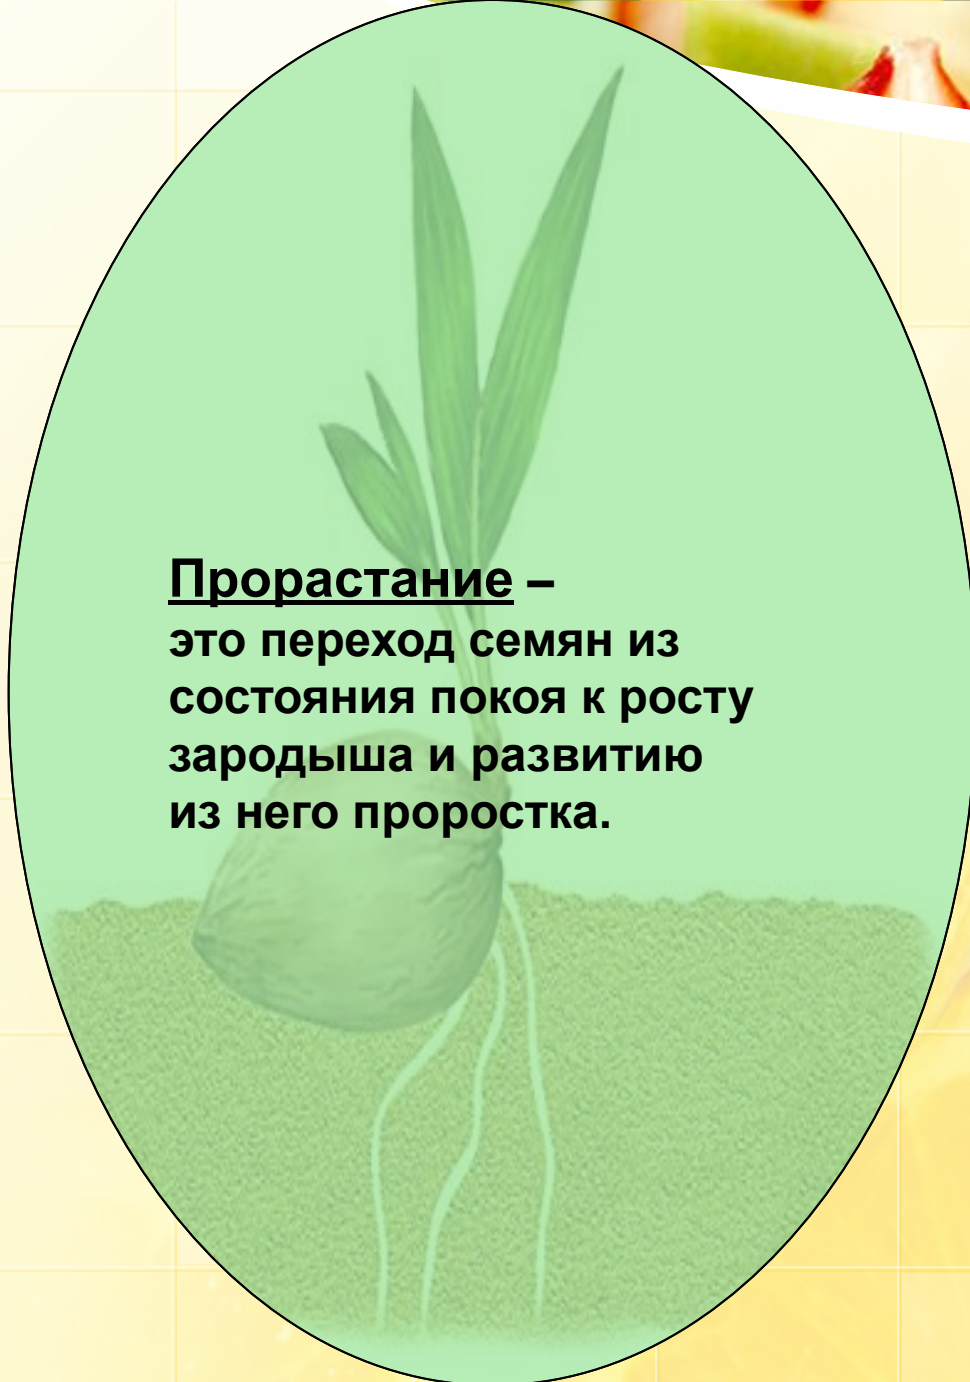 Прорастание –
это переход семян из
состояния покоя к росту
зародыша и развитию
из него проростка.